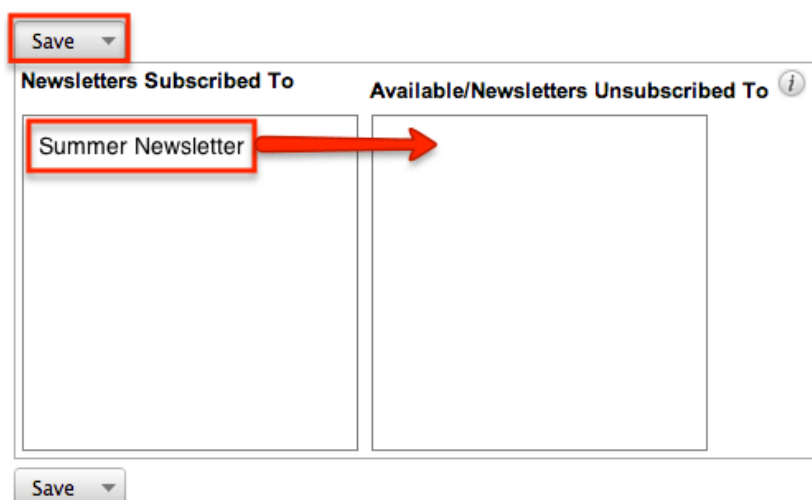 Save
Newsletters Subscribed To
Available/Newsletters Unsubscribed To i
Summer Newsletter
Save